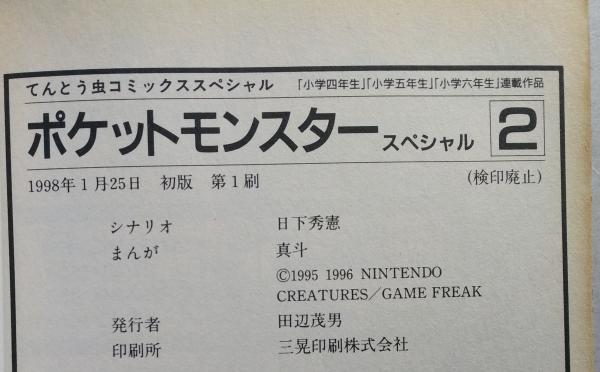 てんとう虫コミックススペシャル 「小学四年生」「小学五年生」「小学六年生」連載作品
ポケットモンスター スペシャル 2
1998年1月25日 初版 第1刷 (検印廃止)
シナリオ 日下秀憲
まんが 真斗
©1995 1996 NINTENDO
CREATURES/GAME FREAK
発行者 田辺茂男
印刷所 三晃印刷株式会社